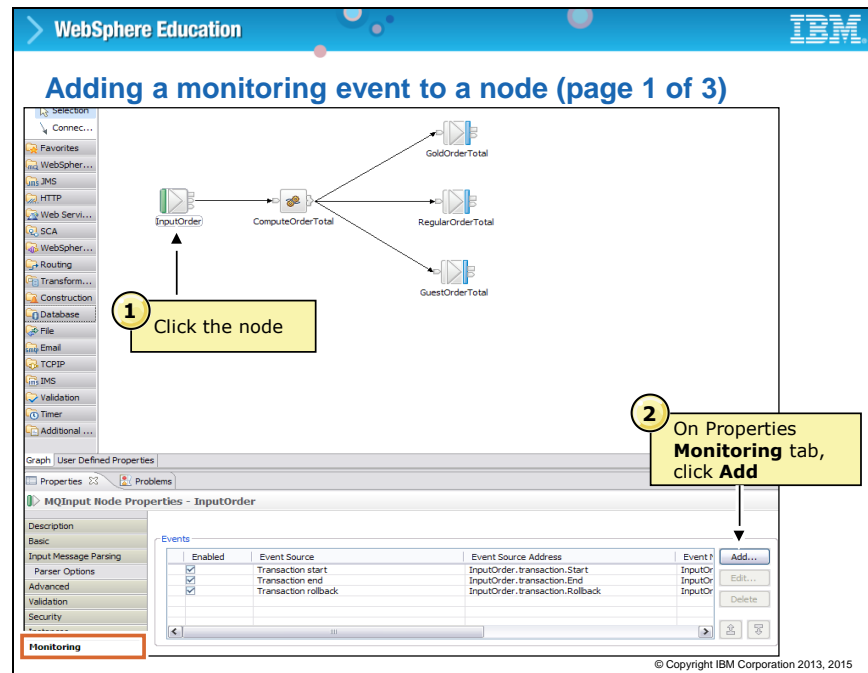 WebSphere Education
IBM
Adding a monitoring event to a node (page 1 of 3)
Selection
Connec...
Favorites
WebSpher...
JMS
HTTP
Web Servi...
SCA
WebSpher...
Routing
Transform...
Construction
Database
File
Email
TCPIP
IMS
Validation
Timer
Additional ...
InputOrder
ComputeOrderTotal
GoldOrderTotal
RegularOrderTotal
GuestOrderTotal
1
Click the node
2
On Properties
Monitoring tab,
click Add
Graph User Defined Properties
Properties Problems
MQInput Node Properties - InputOrder
Description
Basic
Input Message Parsing
Parser Options
Advanced
Validation
Security
Monitoring
Events
Enabled Event Source Event Source Address Event
Transaction start InputOrder.transaction.Start InputOr
Transaction end InputOrder.transaction.End InputOr
Transaction rollback InputOrder.transaction.Rollback InputOr
Add...
Edit...
Delete
© Copyright IBM Corporation 2013, 2015